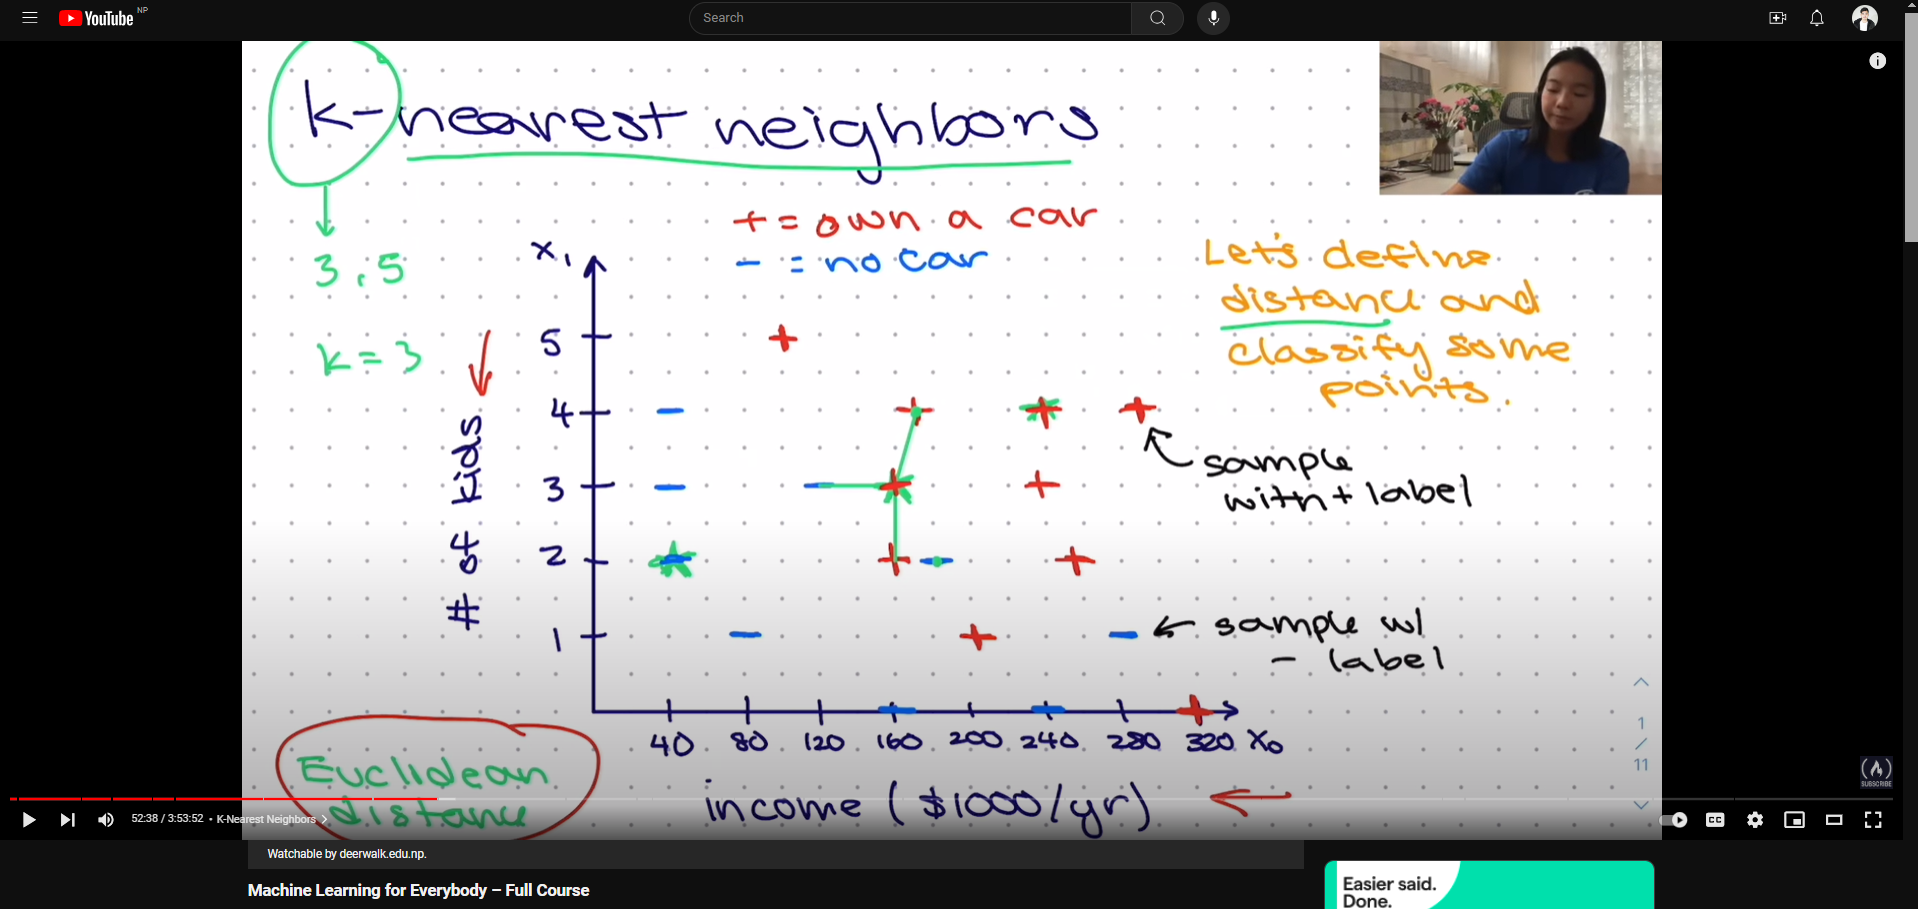 YouTube NP
Search
k-nearest neighbors
3, 5
k = 3
+ = own a car
- = no car
Let's define
distance and
classify some
points.
x₁
5
4
3
2
1
# of kids
sample
with + label
sample w/
- label
40 80 120 160 200 240 280 320 x₀
income ($1000/yr)
Euclidean
distance
1
/
11
SUBSCRIBE
52:38 / 3:53:52 • K-Nearest Neighbors
CC
Watchable by deerwalk.edu.np.
Machine Learning for Everybody – Full Course
Easier said.
Done.